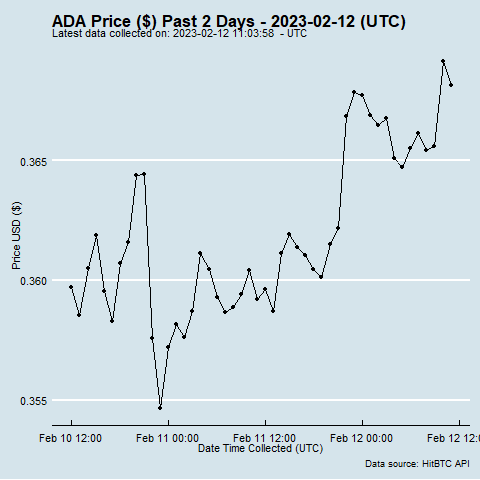 ADA Price ($) Past 2 Days - 2023-02-12 (UTC)
Latest data collected on: 2023-02-12 11:03:58  - UTC
0.365
0.360
0.355
Price USD ($)
Feb 10 12:00 Feb 11 00:00 Feb 11 12:00 Feb 12 00:00 Feb 12 12:0
Date Time Collected (UTC)
Data source: HitBTC API